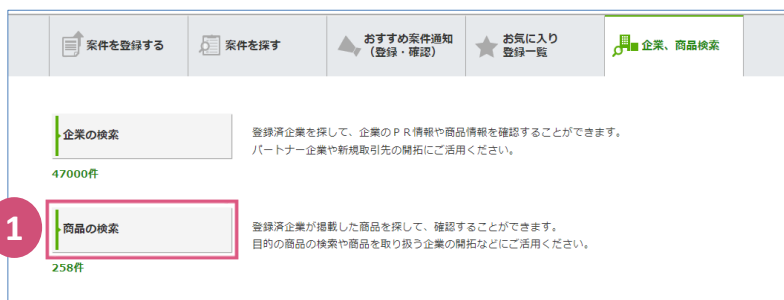 案件を登録する
案件を探す
おすすめ案件通知
（登録・確認）
お気に入り
登録一覧
企業、商品検索
企業の検索
登録済企業を探して、企業のＰＲ情報や商品情報を確認することができます。
パートナー企業や新規取引先の開拓にご活用ください。
47000件
1
商品の検索
登録済企業が掲載した商品を探して、確認することができます。
目的の商品の検索や商品を取り扱う企業の開拓などにご活用ください。
258件